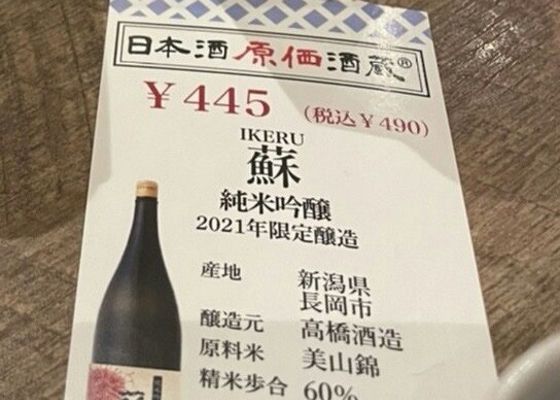 日本酒原価酒蔵®
￥445 (税込￥490)
IKERU
蘇
純米吟醸
2021年限定醸造
産地 新潟県
長岡市
醸造元 高橋酒造
原料米 美山錦
精米歩合 60%